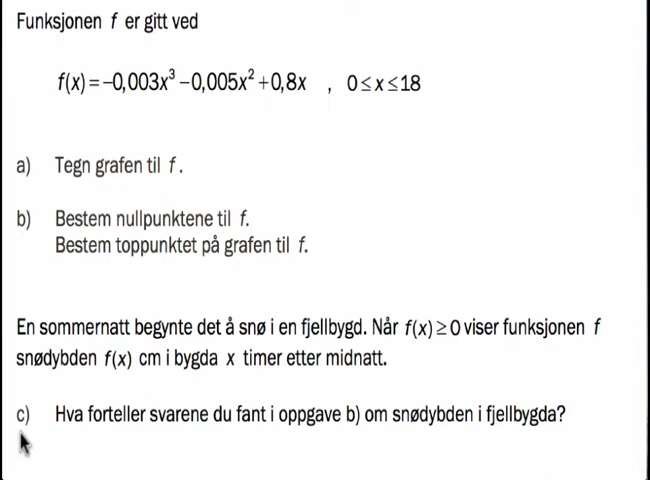 Funksjonen f er gitt ved
f(x) = −0,003x³ − 0,005x² + 0,8x , 0 ≤ x ≤ 18
a) Tegn grafen til f.
b) Bestem nullpunktene til f.
Bestem toppunktet på grafen til f.
En sommernatt begynte det å snø i en fjellbygd. Når f(x) ≥ 0 viser funksjonen f
snødybden f(x) cm i bygda x timer etter midnatt.
c) Hva forteller svarene du fant i oppgave b) om snødybden i fjellbygda?